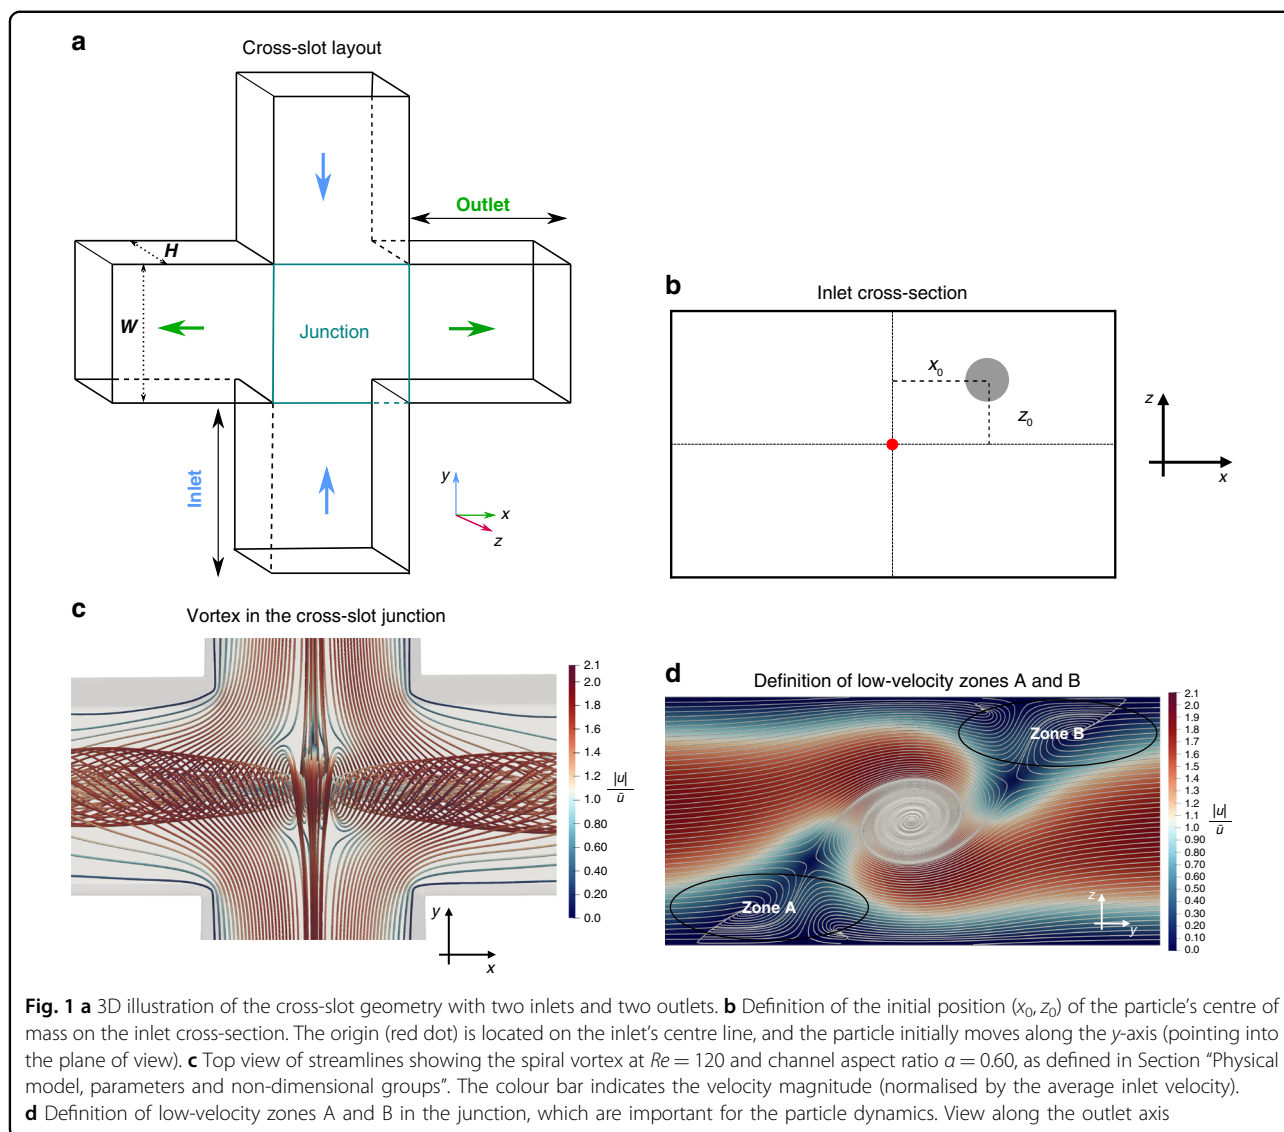 a
Cross-slot layout
Outlet
H
W
Junction
Inlet
y
x
z
b
Inlet cross-section
x0
z0
z
x
c
Vortex in the cross-slot junction
2.1
2.0
1.8
1.6
1.4
1.2
1.0
0.80
0.60
0.40
0.20
0.0
|u|
ū
y
x
d
Definition of low-velocity zones A and B
Zone B
Zone A
z
y
2.1
2.0
1.9
1.8
1.7
1.6
1.5
1.4
1.3
1.2
1.1
1.0
0.90
0.80
0.70
0.60
0.50
0.40
0.30
0.20
0.10
0.0
|u|
ū
Fig. 1 a 3D illustration of the cross-slot geometry with two inlets and two outlets. b Definition of the initial position (x0, z0) of the particle's centre of
mass on the inlet cross-section. The origin (red dot) is located on the inlet's centre line, and the particle initially moves along the y-axis (pointing into
the plane of view). c Top view of streamlines showing the spiral vortex at Re = 120 and channel aspect ratio α = 0.60, as defined in Section "Physical
model, parameters and non-dimensional groups". The colour bar indicates the velocity magnitude (normalised by the average inlet velocity).
d Definition of low-velocity zones A and B in the junction, which are important for the particle dynamics. View along the outlet axis